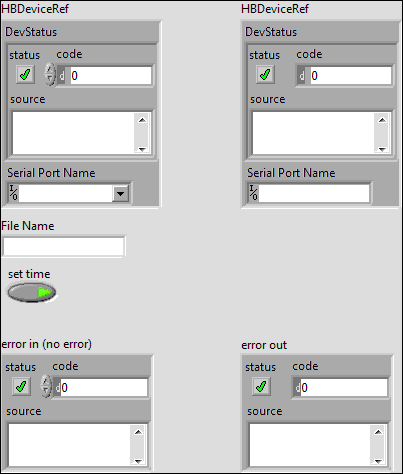 HBDeviceRef HBDeviceRef
DevStatus DevStatus
status code status code
d 0 d 0
source source
Serial Port Name Serial Port Name
I/0 I/0
File Name
set time
error in (no error) error out
status code status code
d 0 d 0
source source